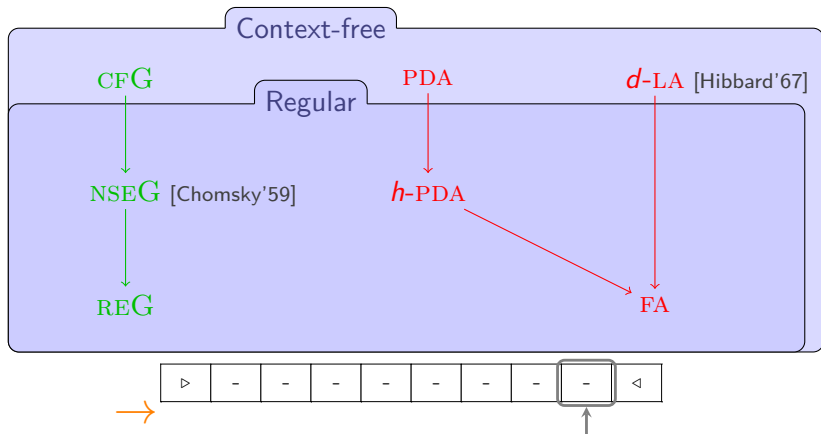 Context-free
CFG PDA d-LA [Hibbard'67]
Regular
NSEG [Chomsky'59] h-PDA
REG FA
▷ - - - - - - - - ◁